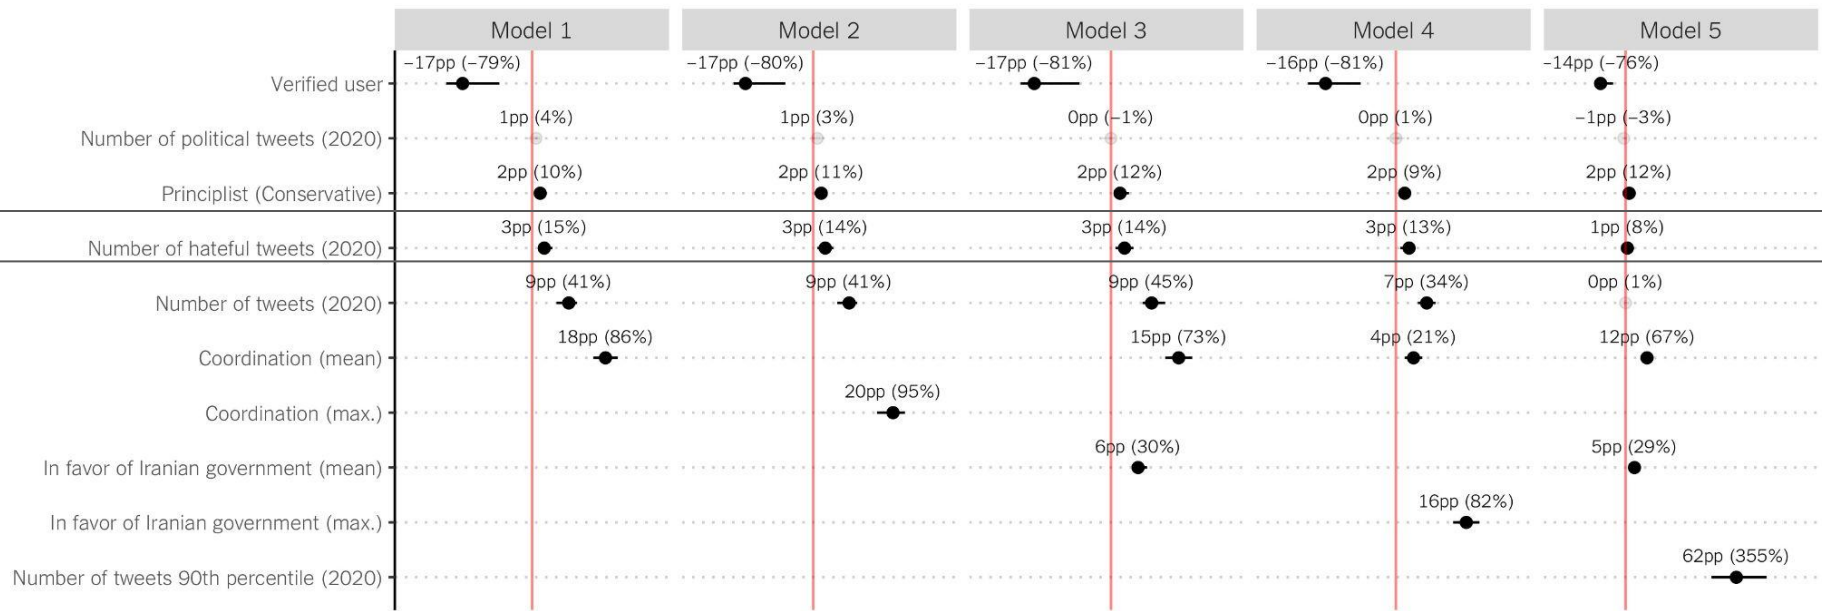 Model 1 Model 2 Model 3 Model 4 Model 5
Verified user −17pp (−79%) −17pp (−80%) −17pp (−81%) −16pp (−81%) −14pp (−76%)
Number of political tweets (2020) 1pp (4%) 1pp (3%) 0pp (−1%) 0pp (1%) −1pp (−3%)
Principlist (Conservative) 2pp (10%) 2pp (11%) 2pp (12%) 2pp (9%) 2pp (12%)
Number of hateful tweets (2020) 3pp (15%) 3pp (14%) 3pp (14%) 3pp (13%) 1pp (8%)
Number of tweets (2020) 9pp (41%) 9pp (41%) 9pp (45%) 7pp (34%) 0pp (1%)
Coordination (mean) 18pp (86%) 15pp (73%) 4pp (21%) 12pp (67%)
Coordination (max.) 20pp (95%)
In favor of Iranian government (mean) 6pp (30%) 5pp (29%)
In favor of Iranian government (max.) 16pp (82%)
Number of tweets 90th percentile (2020) 62pp (355%)